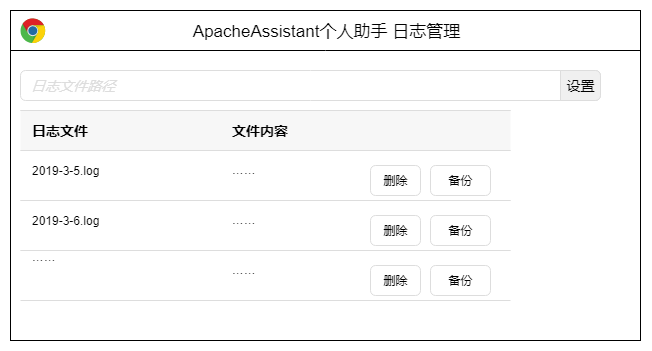 ApacheAssistant个人助手 日志管理
日志文件路径 设置
日志文件 文件内容
2019-3-5.log …… 删除 备份
2019-3-6.log …… 删除 备份
…… …… 删除 备份